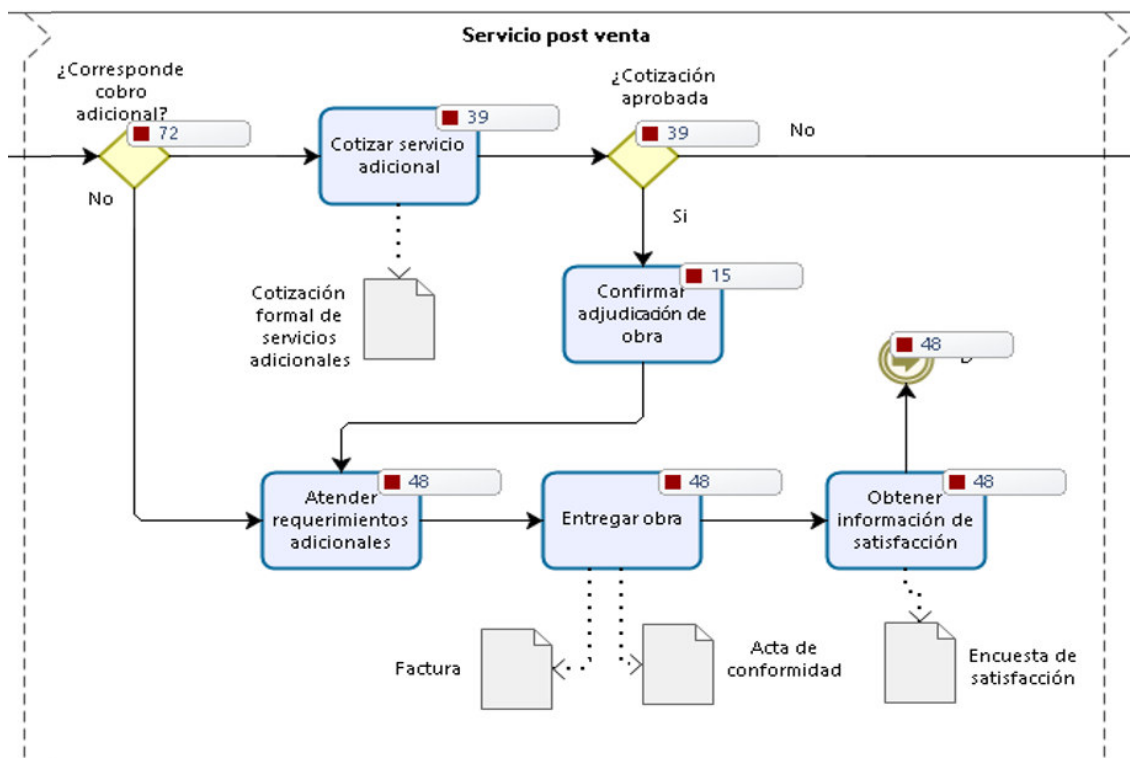 Servicio post venta
¿Corresponde
cobro
adicional?
72
No
Cotizar servicio
adicional
39
¿Cotización
aprobada
39
No
Si
Cotización
formal de
servicios
adicionales
Confirmar
adjudicación de
obra
15
48
Atender
requerimientos
adicionales
48
Entregar obra
48
Obtener
información de
satisfacción
48
Factura
Acta de
conformidad
Encuesta de
satisfacción